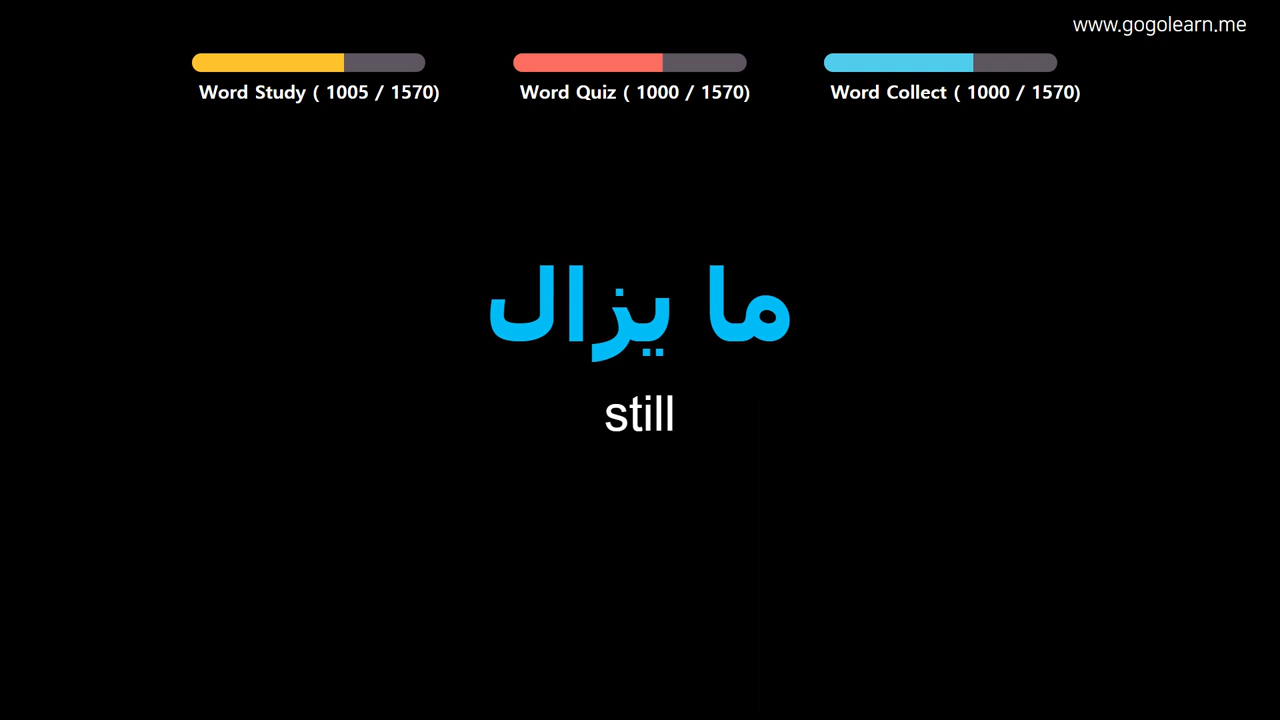 www.gogolearn.me
Word Study ( 1005 / 1570)
Word Quiz ( 1000 / 1570)
Word Collect ( 1000 / 1570)
ما يزال
still